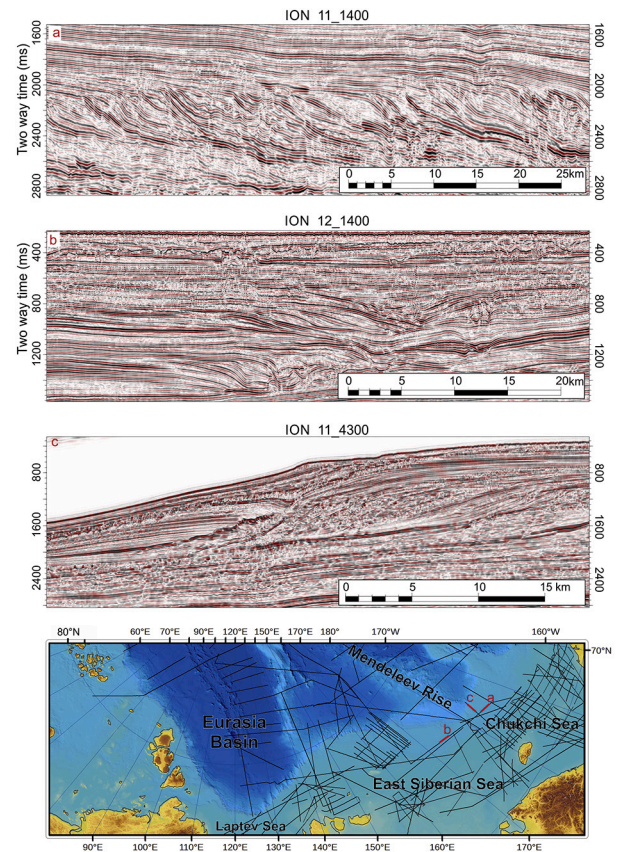 ION 11_1400
a
Two way time (ms)
1600
2000
2400
2800
1600
2000
2400
2800
0 5 10 15 20 25km
ION 12_1400
b
Two way time (ms)
400
800
1200
400
800
1200
0 5 10 15 20km
ION 11_4300
c
800
1600
2400
800
1600
2400
0 5 10 15 km
80°N 60°E 70°E 90°E 120°E 150°E 170°E 180° 170°W 160°W
70°N
Mendeleev Rise
c a
Eurasia
Basin
Chukchi Sea
b
East Siberian Sea
Laptev Sea
90°E 100°E 110°E 120°E 130°E 140°E 150°E 160°E 170°E